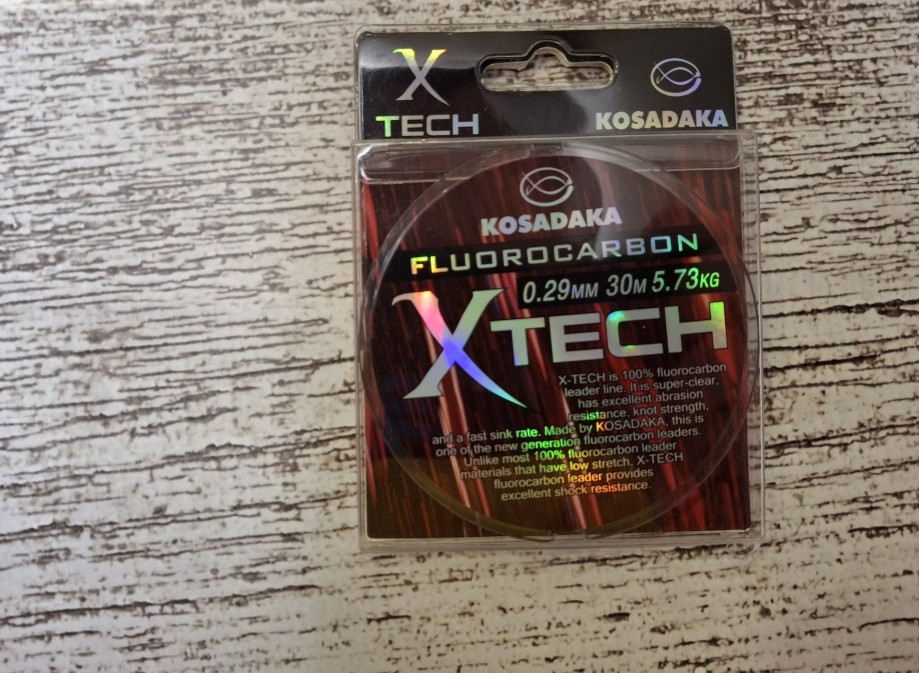 X
TECH
KOSADAKA
KOSADAKA
FLUOROCARBON
0.29MM 30M 5.73KG
XTECH
X-TECH is 100% fluorocarbon
leader line. It is super-clear,
has excellent abrasion
resistance, knot strength,
and a fast sink rate. Made by KOSADAKA, this is
one of the new generation fluorocarbon leaders.
Unlike most 100% fluorocarbon leader
materials that have low stretch, X-TECH
fluorocarbon leader provides
excellent shock resistance.